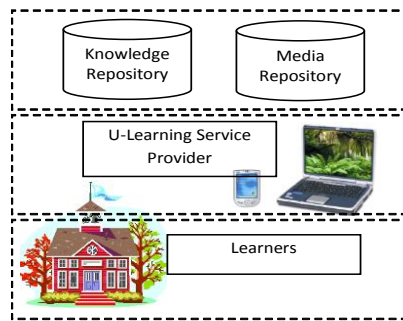 Knowledge
Repository
Media
Repository
U-Learning Service
Provider
Learners